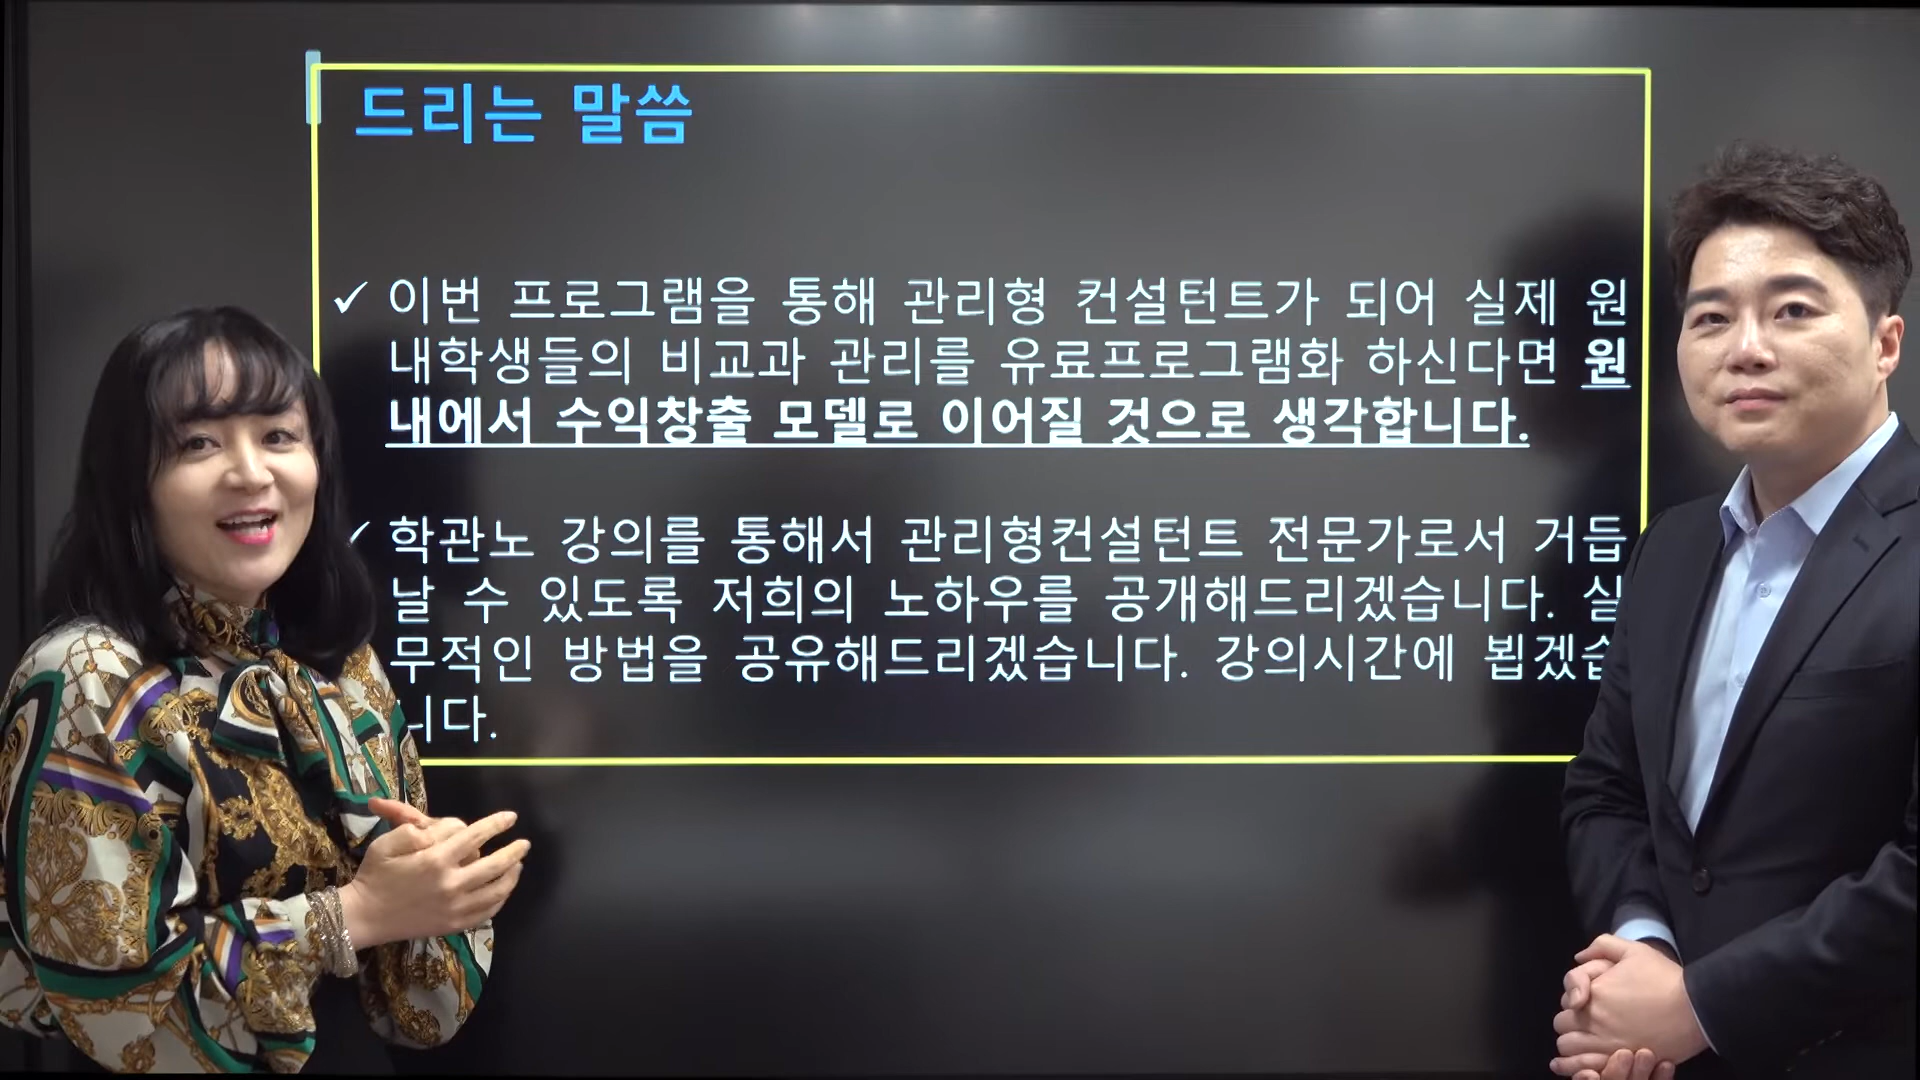 드리는 말씀
✓ 이번 프로그램을 통해 관리형 컨설턴트가 되어 실제 원
내학생들의 비교과 관리를 유료프로그램화 하신다면 원
내에서 수익창출 모델로 이어질 것으로 생각합니다.
✓ 학관노 강의를 통해서 관리형컨설턴트 전문가로서 거듭
날 수 있도록 저희의 노하우를 공개해드리겠습니다. 실
무적인 방법을 공유해드리겠습니다. 강의시간에 뵙겠습
니다.